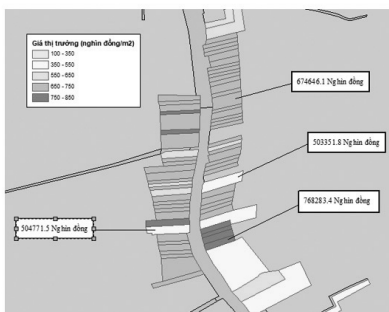 Giá thị trường (nghìn đồng/m2)
100 - 350
350 - 550
550 - 650
650 - 750
750 - 850
674646.1 Nghìn đồng
503351.8 Nghìn đồng
768283.4 Nghìn đồng
504771.5 Nghìn đồng